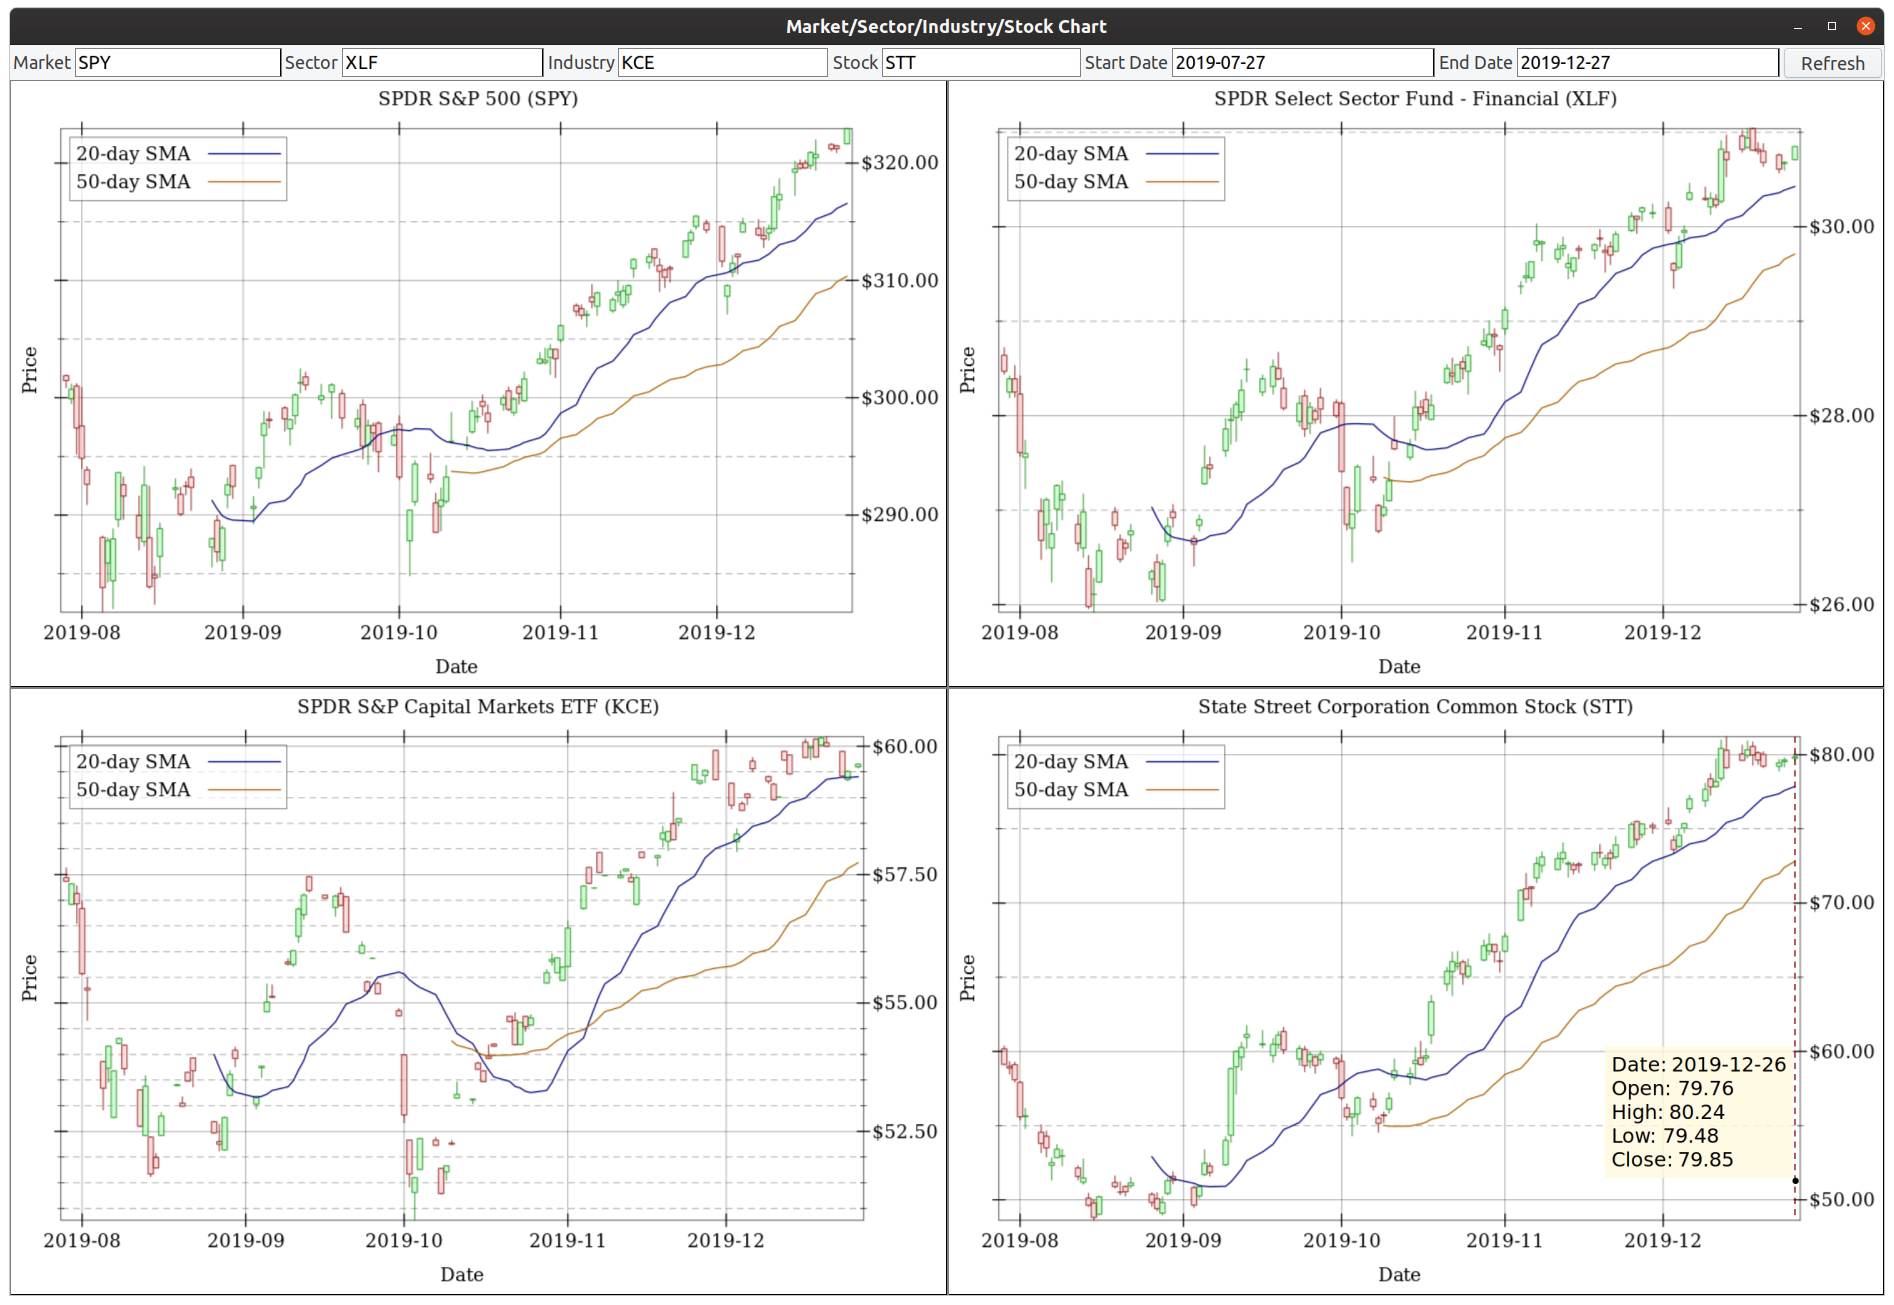 Market/Sector/Industry/Stock Chart
Market SPY Sector XLF Industry KCE Stock STT Start Date 2019-07-27 End Date 2019-12-27 Refresh
SPDR S&P 500 (SPY)
20-day SMA
50-day SMA
$320.00
$310.00
$300.00
$290.00
Price
2019-08 2019-09 2019-10 2019-11 2019-12
Date
SPDR Select Sector Fund - Financial (XLF)
20-day SMA
50-day SMA
$30.00
$28.00
$26.00
Price
2019-08 2019-09 2019-10 2019-11 2019-12
Date
SPDR S&P Capital Markets ETF (KCE)
20-day SMA
50-day SMA
$60.00
$57.50
$55.00
$52.50
Price
2019-08 2019-09 2019-10 2019-11 2019-12
Date
State Street Corporation Common Stock (STT)
20-day SMA
50-day SMA
$80.00
$70.00
$60.00
$50.00
Price
Date: 2019-12-26
Open: 79.76
High: 80.24
Low: 79.48
Close: 79.85
2019-08 2019-09 2019-10 2019-11 2019-12
Date